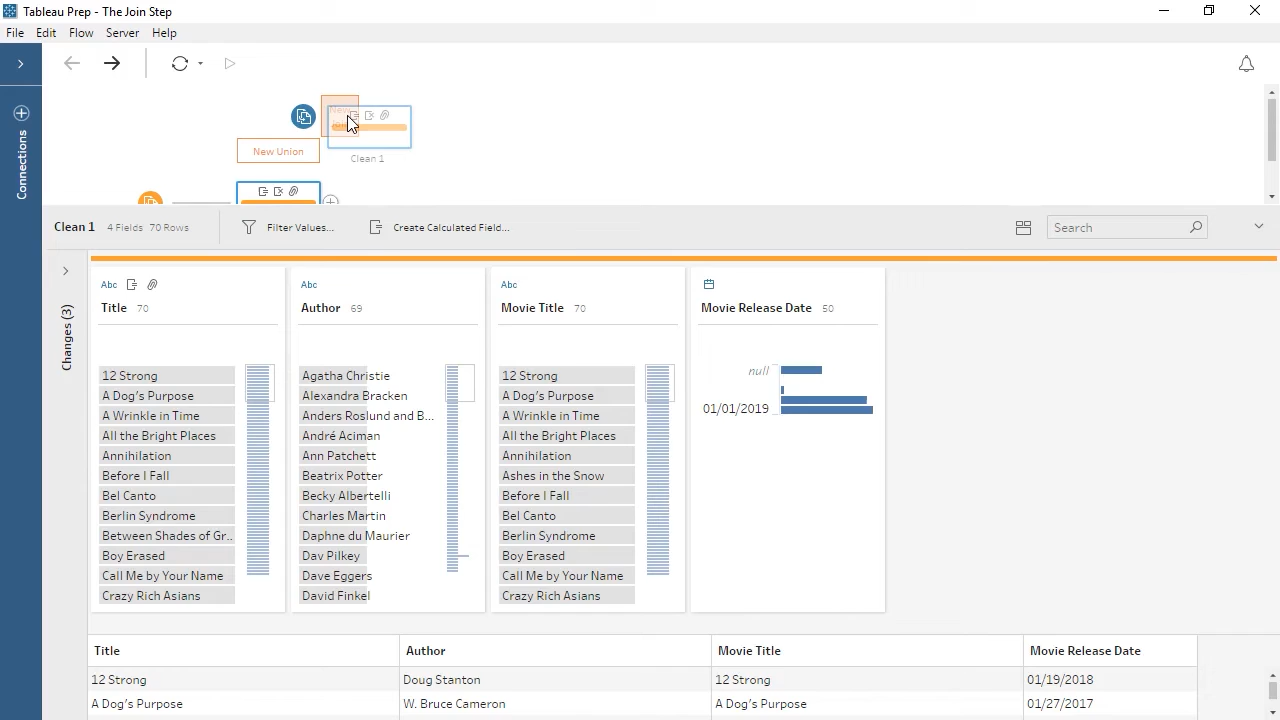 Tableau Prep - The Join Step
File Edit Flow Server Help
Connections
New
New Union
Clean 1
Clean 1 4 Fields 70 Rows Filter Values... Create Calculated Field... Search
Changes (3)
Abc
Title 70
12 Strong
A Dog's Purpose
A Wrinkle in Time
All the Bright Places
Annihilation
Before I Fall
Bel Canto
Berlin Syndrome
Between Shades of Gr..
Boy Erased
Call Me by Your Name
Crazy Rich Asians
Abc
Author 69
Agatha Christie
Alexandra Bracken
Anders Roslund and B...
André Aciman
Ann Patchett
Beatrix Potter
Becky Albertelli
Charles Martin
Daphne du Maurier
Dav Pilkey
Dave Eggers
David Finkel
Abc
Movie Title 70
12 Strong
A Dog's Purpose
A Wrinkle in Time
All the Bright Places
Annihilation
Ashes in the Snow
Before I Fall
Bel Canto
Berlin Syndrome
Boy Erased
Call Me by Your Name
Crazy Rich Asians
Movie Release Date 50
null
01/01/2019
Title Author Movie Title Movie Release Date
12 Strong Doug Stanton 12 Strong 01/19/2018
A Dog's Purpose W. Bruce Cameron A Dog's Purpose 01/27/2017